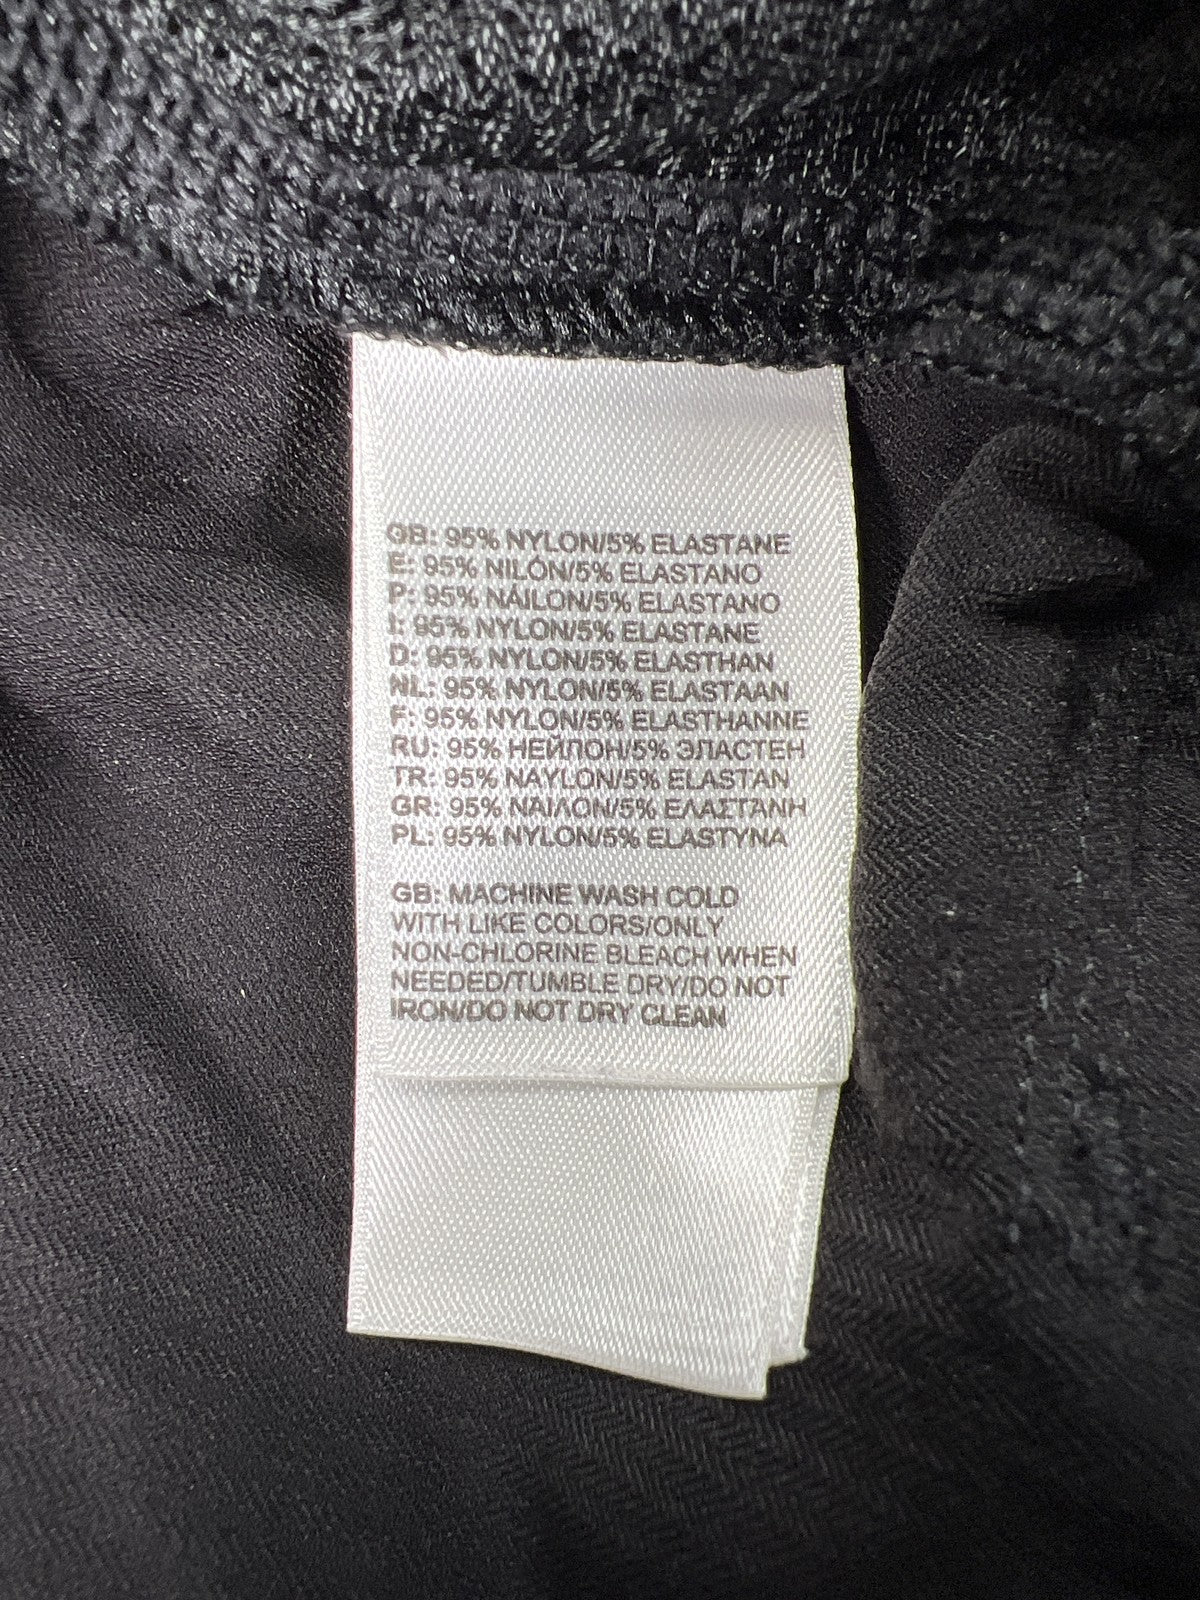 GB: 95% NYLON/5% ELASTANE
E: 95% NILÓN/5% ELASTANO
P: 95% NÁILON/5% ELASTANO
I: 95% NYLON/5% ELASTANE
D: 95% NYLON/5% ELASTHAN
NL: 95% NYLON/5% ELASTAAN
F: 95% NYLON/5% ELASTHANNE
RU: 95% НЕЙЛОН/5% ЭЛАСТЕН
TR: 95% NAYLON/5% ELASTAN
GR: 95% ΝΑΙΛΟΝ/5% ΕΛΑΣΤΑΝΗ
PL: 95% NYLON/5% ELASTYNA
GB: MACHINE WASH COLD
WITH LIKE COLORS/ONLY
NON-CHLORINE BLEACH WHEN
NEEDED/TUMBLE DRY/DO NOT
IRON/DO NOT DRY CLEAN